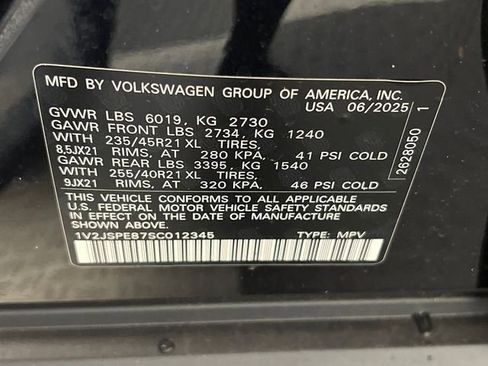 MFD BY VOLKSWAGEN GROUP OF AMERICA, INC.
USA 06/2025
GVWR LBS 6019, KG 2730
GAWR FRONT LBS 2734, KG 1240
WITH 235/45R21 XL TIRES,
8,5JX21 RIMS, AT 280 KPA, 41 PSI COLD
GAWR REAR LBS 3395, KG 1540
WITH 255/40R21 XL TIRES,
9JX21 RIMS, AT 320 KPA, 46 PSI COLD
THIS VEHICLE CONFORMS TO ALL APPLICABLE
U.S. FEDERAL MOTOR VEHICLE SAFETY STANDARDS
IN EFFECT ON THE DATE OF MANUFACTURE
SHOWN ABOVE.
1V2JSPE87SC012345 TYPE: MPV
2628050 1